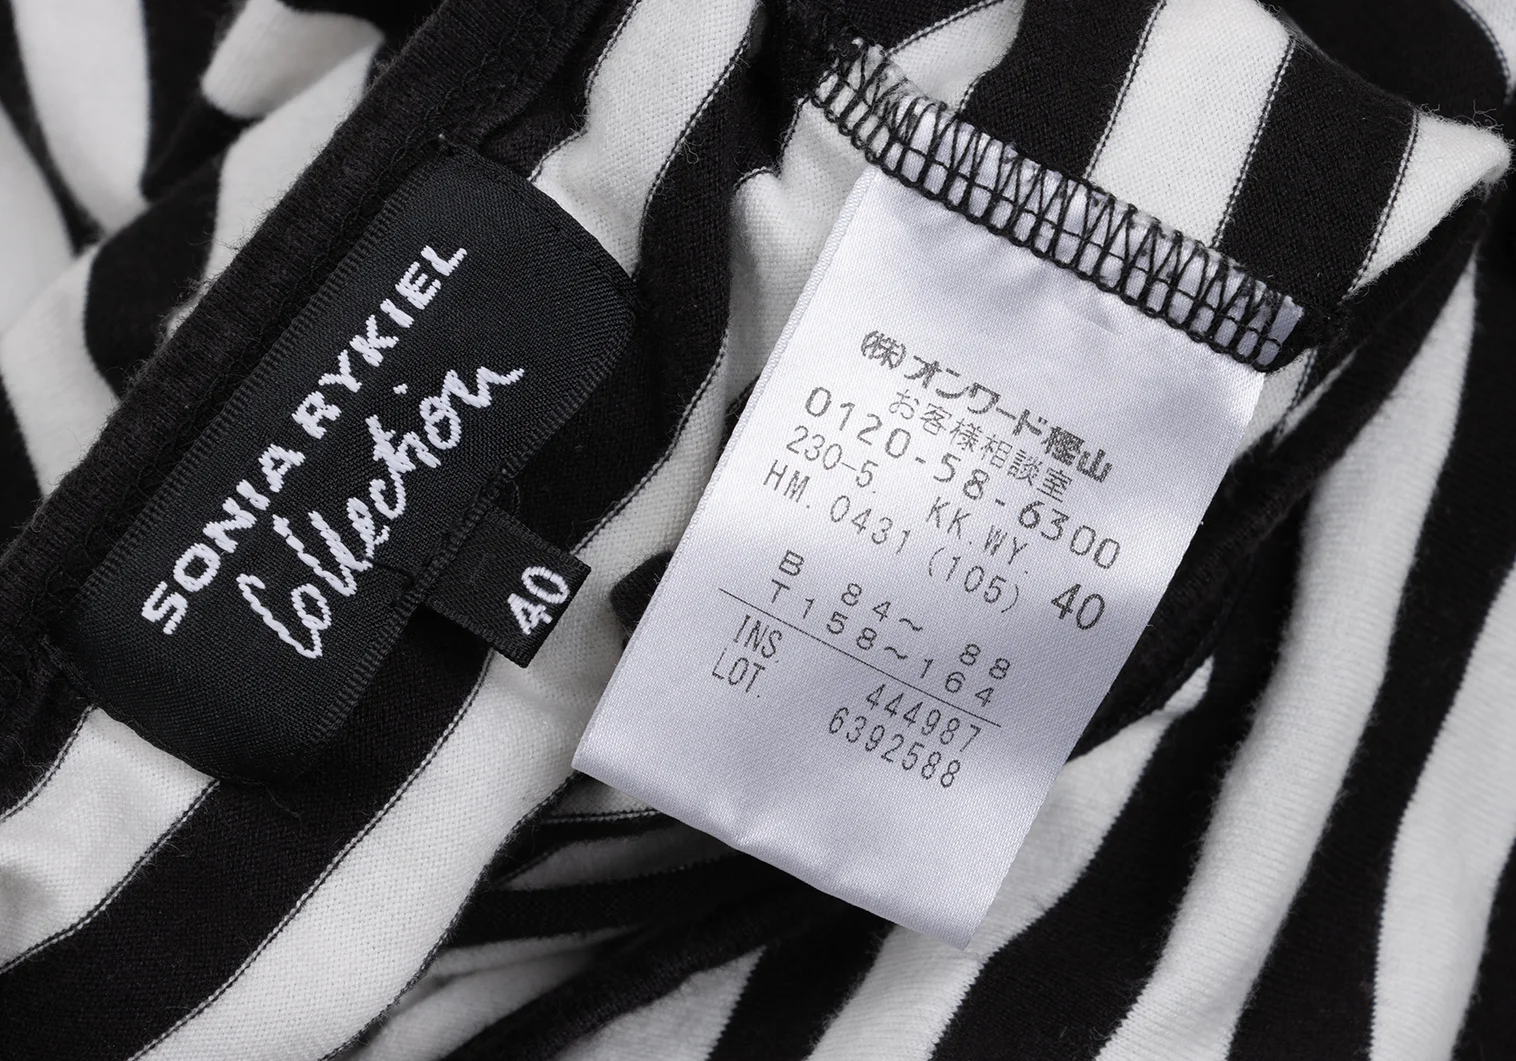 SONIA RYKIEL
Collection
40
(株)オンワード樫山
お客様相談室
0120-58-6300
230-5. KK.WY.
HM. 0431 (105) 40
B 84~ 88
T 158~164
INS. 444987
LOT. 6392588